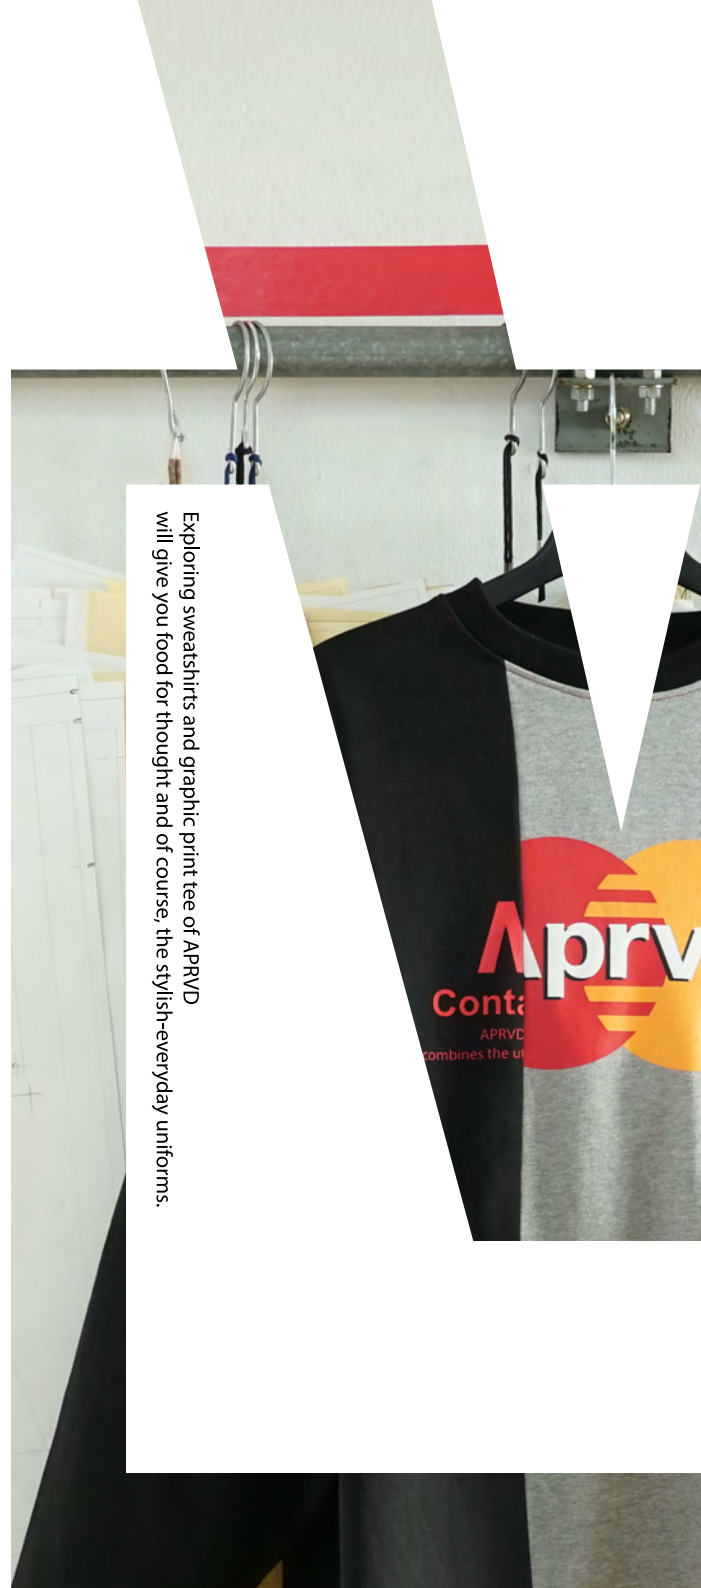 Exploring sweatshirts and graphic print tee of APRVD
will give you food for thought and of course, the stylish-everyday uniforms.
Aprv
Conta
APRVD
combines the ut